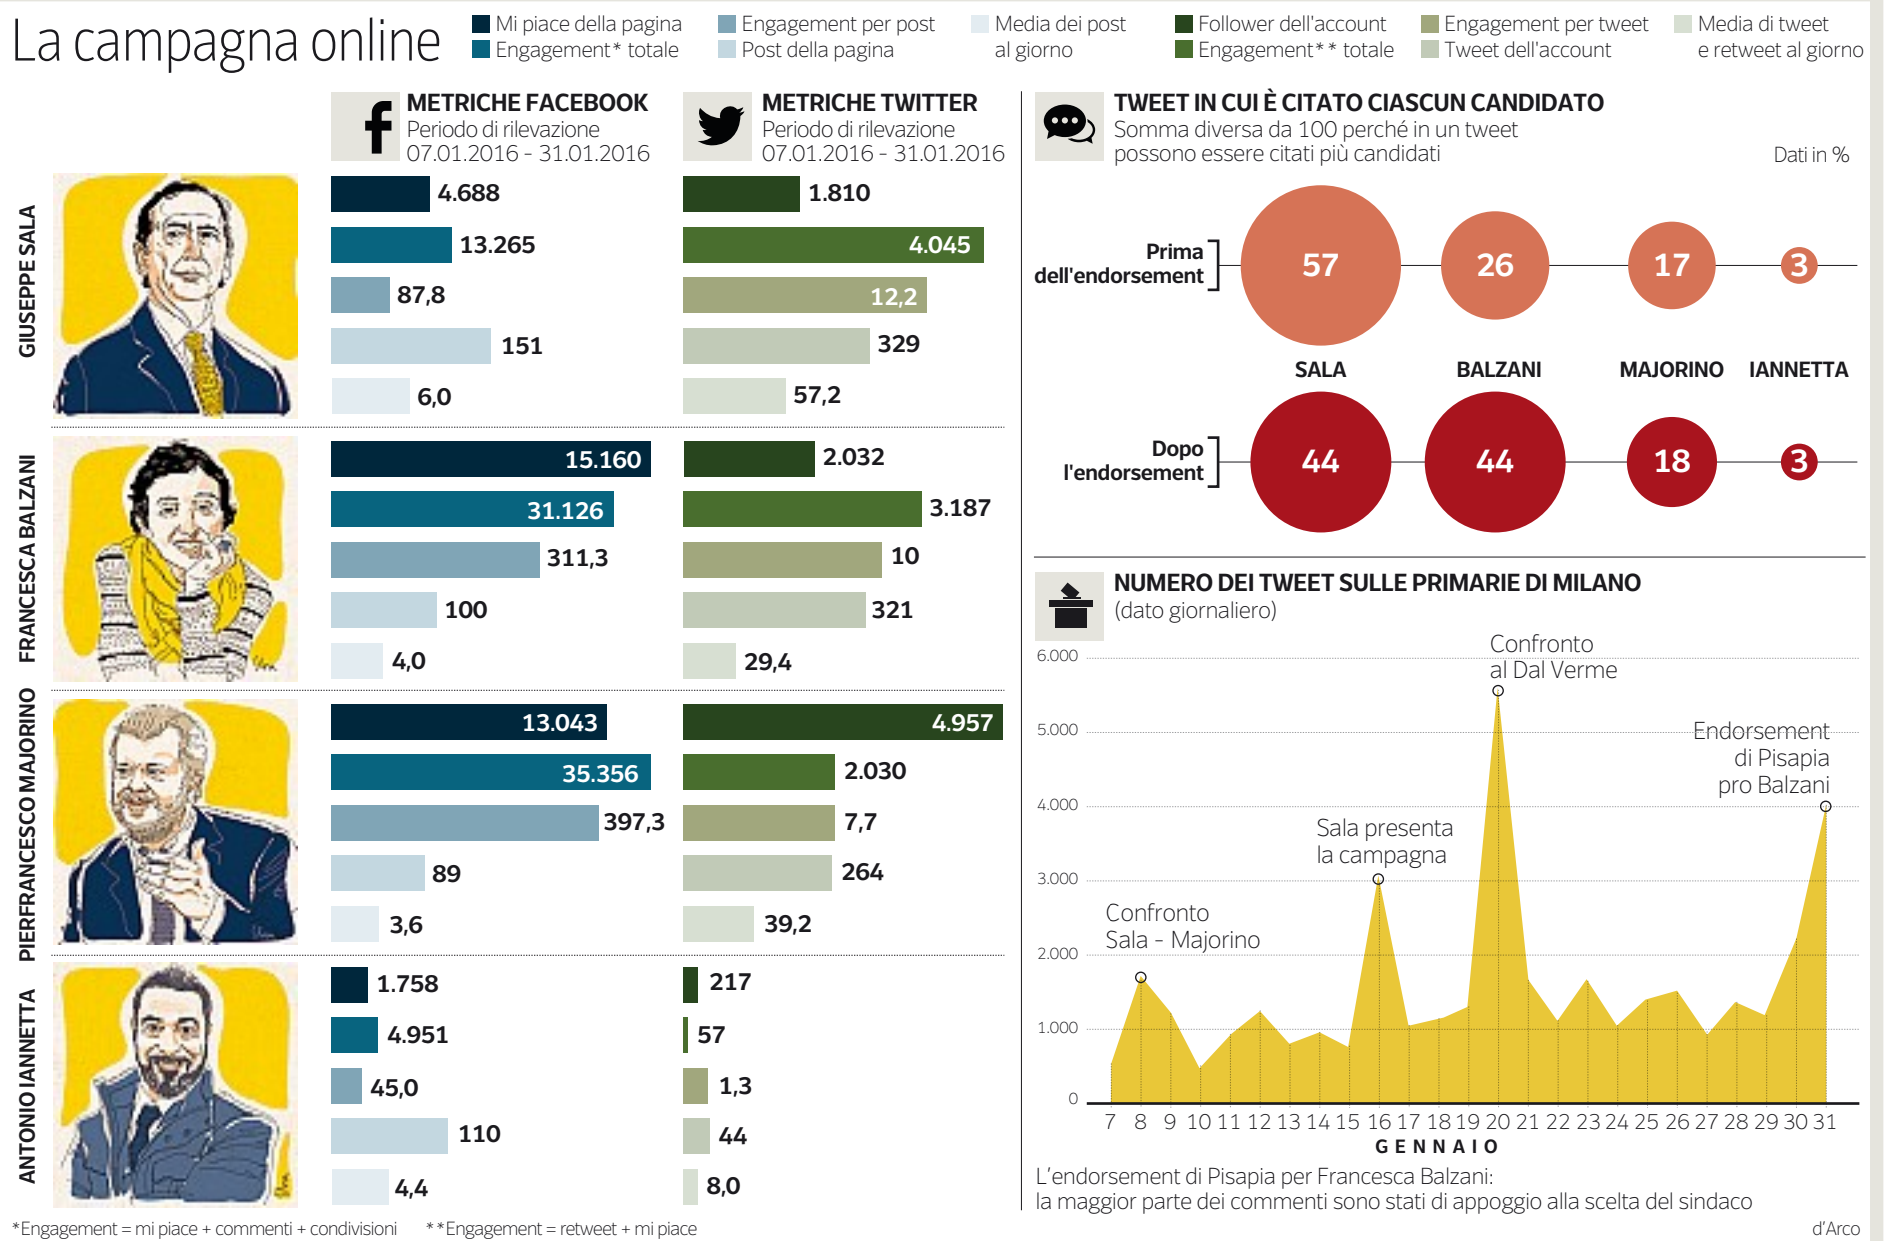 La campagna online
Mi piace della pagina
Engagement* totale
Engagement per post
Post della pagina
Media dei post
al giorno
Follower dell'account
Engagement** totale
Engagement per tweet
Tweet dell'account
Media di tweet
e retweet al giorno
METRICHE FACEBOOK
Periodo di rilevazione
07.01.2016 - 31.01.2016
METRICHE TWITTER
Periodo di rilevazione
07.01.2016 - 31.01.2016
GIUSEPPE SALA
4.688
13.265
87,8
151
6,0
1.810
4.045
12,2
329
57,2
FRANCESCA BALZANI
15.160
31.126
311,3
100
4,0
2.032
3.187
10
321
29,4
PIERFRANCESCO MAJORINO
13.043
35.356
397,3
89
3,6
4.957
2.030
7,7
264
39,2
ANTONIO IANNETTA
1.758
4.951
45,0
110
4,4
217
57
1,3
44
8,0
*Engagement = mi piace + commenti + condivisioni
**Engagement = retweet + mi piace
TWEET IN CUI È CITATO CIASCUN CANDIDATO
Somma diversa da 100 perché in un tweet
possono essere citati più candidati
Dati in %
Prima
dell'endorsement
57
26
17
3
SALA
BALZANI
MAJORINO
IANNETTA
Dopo
l'endorsement
44
44
18
3
NUMERO DEI TWEET SULLE PRIMARIE DI MILANO
(dato giornaliero)
6.000
5.000
4.000
3.000
2.000
1.000
0
Confronto
Sala - Majorino
Sala presenta
la campagna
Confronto
al Dal Verme
Endorsement
di Pisapia
pro Balzani
7 8 9 10 11 12 13 14 15 16 17 18 19 20 21 22 23 24 25 26 27 28 29 30 31
GENNAIO
L'endorsement di Pisapia per Francesca Balzani:
la maggior parte dei commenti sono stati di appoggio alla scelta del sindaco
d'Arco